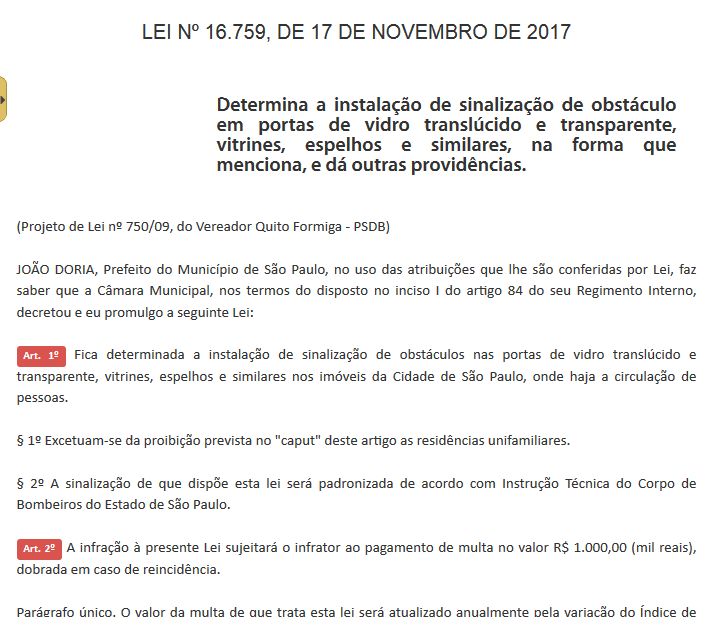 LEI Nº 16.759, DE 17 DE NOVEMBRO DE 2017
Determina a instalação de sinalização de obstáculo
em portas de vidro translúcido e transparente,
vitrines, espelhos e similares, na forma que
menciona, e dá outras providências.
(Projeto de Lei nº 750/09, do Vereador Quito Formiga - PSDB)
JOÃO DORIA, Prefeito do Município de São Paulo, no uso das atribuições que lhe são conferidas por Lei, faz
saber que a Câmara Municipal, nos termos do disposto no inciso I do artigo 84 do seu Regimento Interno,
decretou e eu promulgo a seguinte Lei:
Art. 1º Fica determinada a instalação de sinalização de obstáculos nas portas de vidro translúcido e
transparente, vitrines, espelhos e similares nos imóveis da Cidade de São Paulo, onde haja a circulação de
pessoas.
§ 1º Excetuam-se da proibição prevista no "caput" deste artigo as residências unifamiliares.
§ 2º A sinalização de que dispõe esta lei será padronizada de acordo com Instrução Técnica do Corpo de
Bombeiros do Estado de São Paulo.
Art. 2º A infração à presente Lei sujeitará o infrator ao pagamento de multa no valor R$ 1.000,00 (mil reais),
dobrada em caso de reincidência.
Parágrafo único. O valor da multa de que trata esta lei será atualizado anualmente pela variação do Índice de